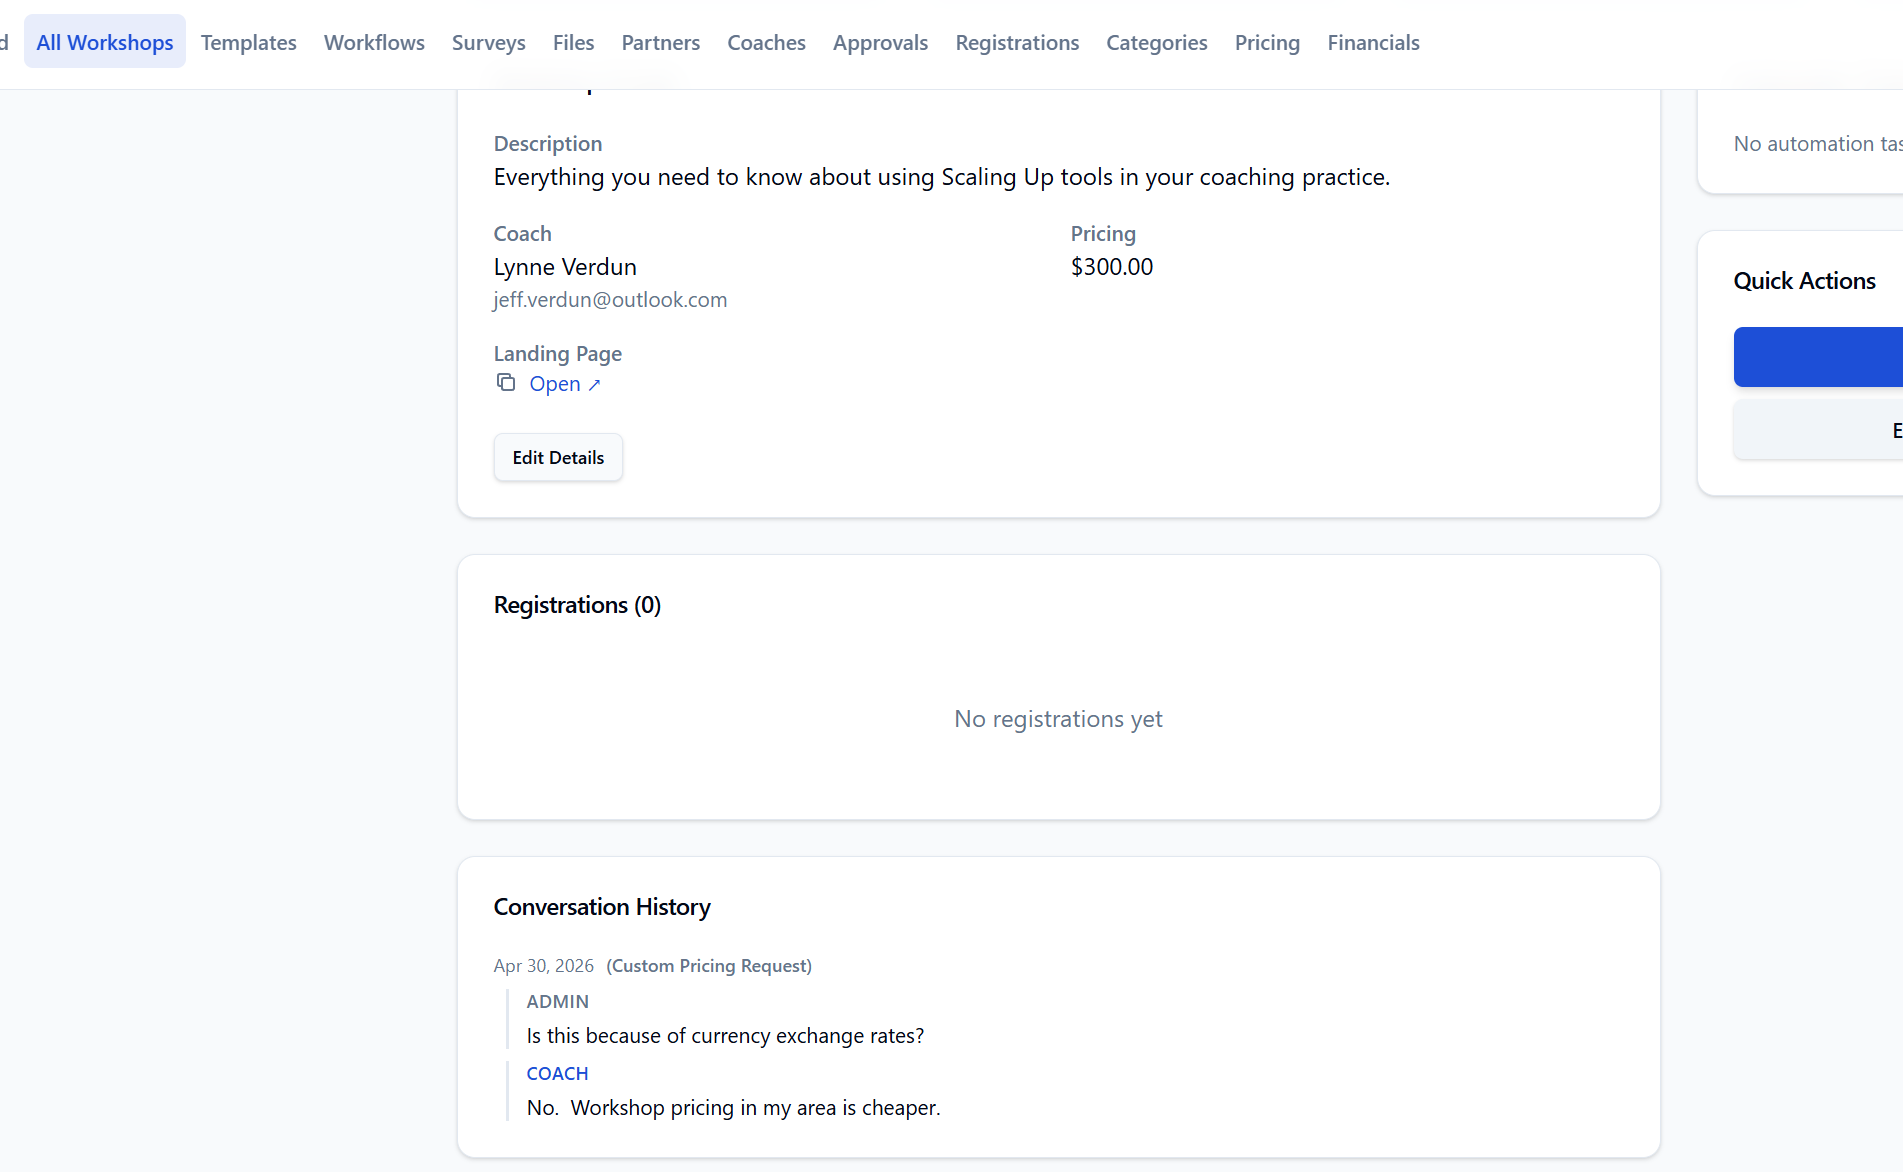 d All Workshops Templates Workflows Surveys Files Partners Coaches Approvals Registrations Categories Pricing Financials
Description
Everything you need to know about using Scaling Up tools in your coaching practice.
Coach
Lynne Verdun
jeff.verdun@outlook.com
Pricing
$300.00
Landing Page
Open ↗
Edit Details
Registrations (0)
No registrations yet
Conversation History
Apr 30, 2026 (Custom Pricing Request)
ADMIN
Is this because of currency exchange rates?
COACH
No.  Workshop pricing in my area is cheaper.
No automation tas
Quick Actions
E